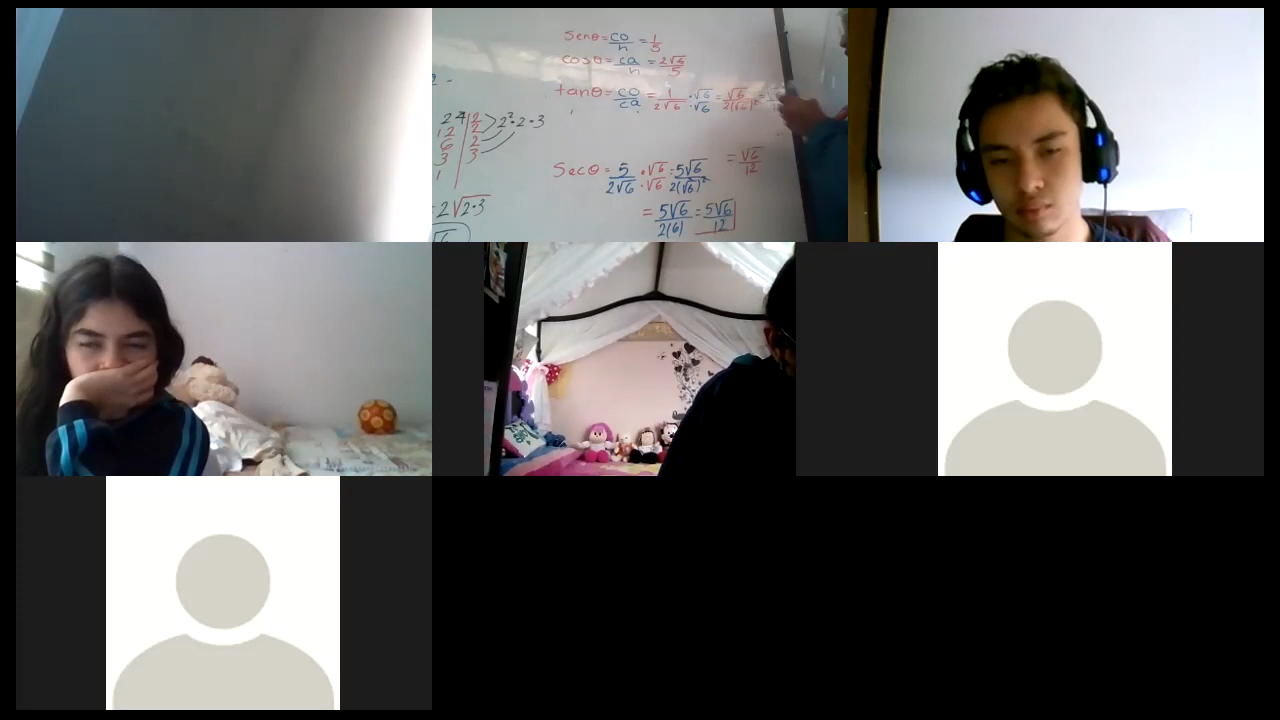 Senθ = co/h = 1/5
cosθ = ca/h = 2√6/5
tanθ = co/ca = 1/2√6 · √6/√6 = √6/2(√6)² =
= √6/12
24 | 2
12 | 2 > 2² · 2 · 3
6 | 2
3 | 3
1
= 2√2·3
Secθ = 5/2√6 · √6/√6 = 5√6/2(√6)²
= 5√6/2(6) = 5√6/12